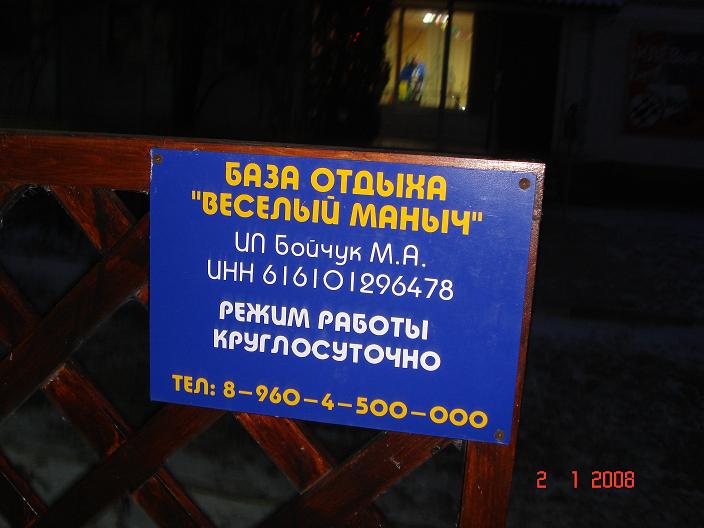 БАЗА ОТДЫХА
"ВЕСЕЛЫЙ МАНЫЧ"
ИП Бойчук М.А.
ИНН 616101296478
РЕЖИМ РАБОТЫ
КРУГЛОСУТОЧНО
ТЕЛ: 8-960-4-500-000
2 1 2008